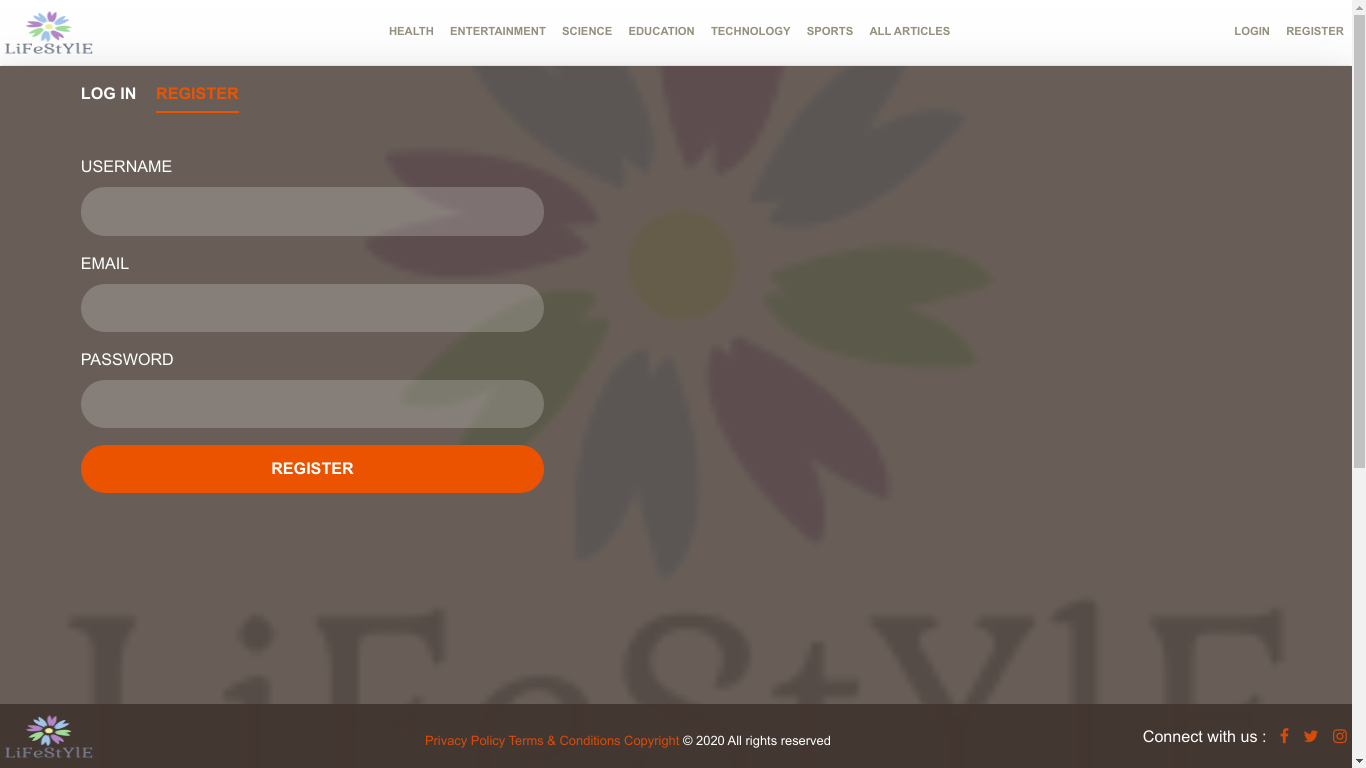 LiFeStYlE
HEALTH ENTERTAINMENT SCIENCE EDUCATION TECHNOLOGY SPORTS ALL ARTICLES
LOGIN REGISTER
LOG IN REGISTER
USERNAME
EMAIL
PASSWORD
REGISTER
LiFeStYlE
LiFeStYlE
Privacy Policy Terms & Conditions Copyright © 2020 All rights reserved
Connect with us :